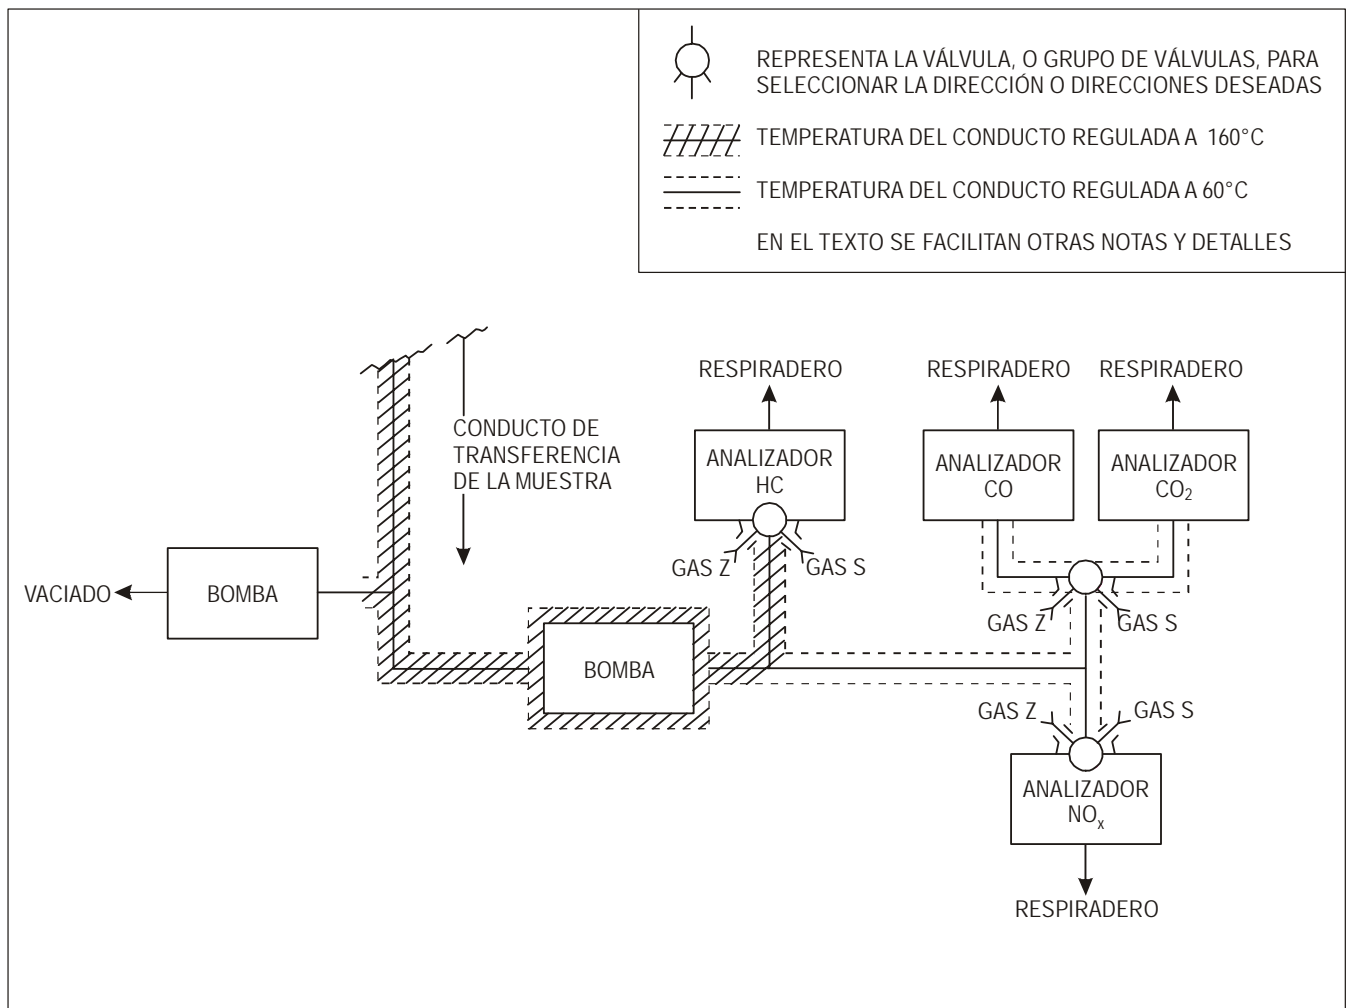 REPRESENTA LA VÁLVULA, O GRUPO DE VÁLVULAS, PARA
SELECCIONAR LA DIRECCIÓN O DIRECCIONES DESEADAS
TEMPERATURA DEL CONDUCTO REGULADA A 160°C
TEMPERATURA DEL CONDUCTO REGULADA A 60°C
EN EL TEXTO SE FACILITAN OTRAS NOTAS Y DETALLES
RESPIRADERO
RESPIRADERO
RESPIRADERO
CONDUCTO DE
TRANSFERENCIA
DE LA MUESTRA
ANALIZADOR
HC
ANALIZADOR
CO
ANALIZADOR
CO₂
GAS Z
GAS S
VACIADO
BOMBA
GAS Z
GAS S
BOMBA
GAS Z
GAS S
ANALIZADOR
NOₓ
RESPIRADERO